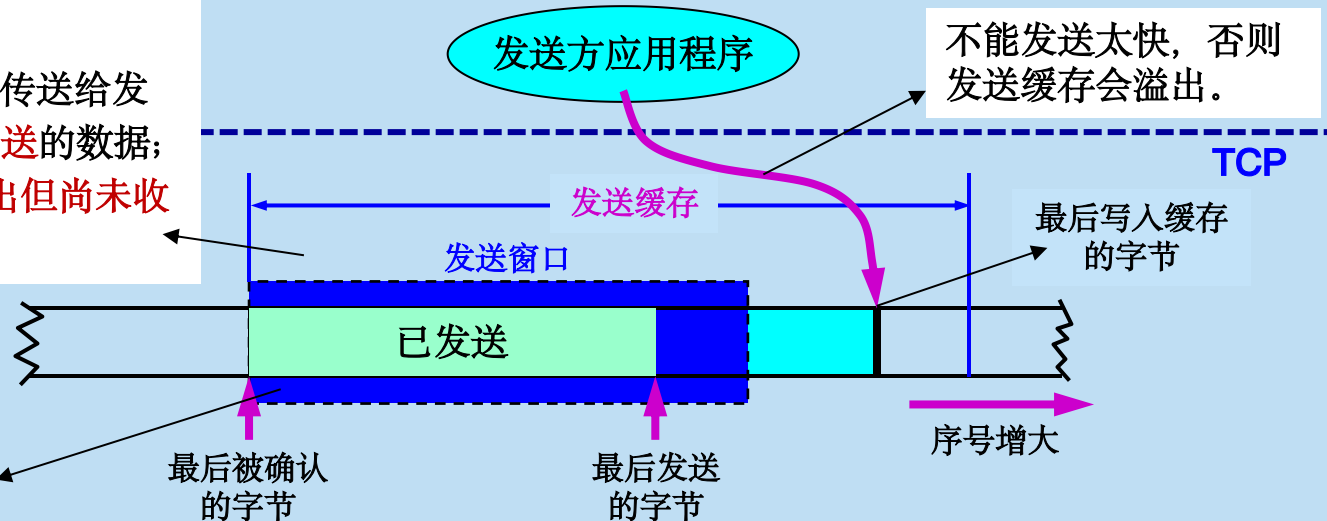 发送方应用程序
不能发送太快，否则
发送缓存会溢出。
传送给发
送的数据；
出但尚未收
TCP
发送缓存
最后写入缓存
的字节
发送窗口
已发送
序号增大
最后被确认
的字节
最后发送
的字节